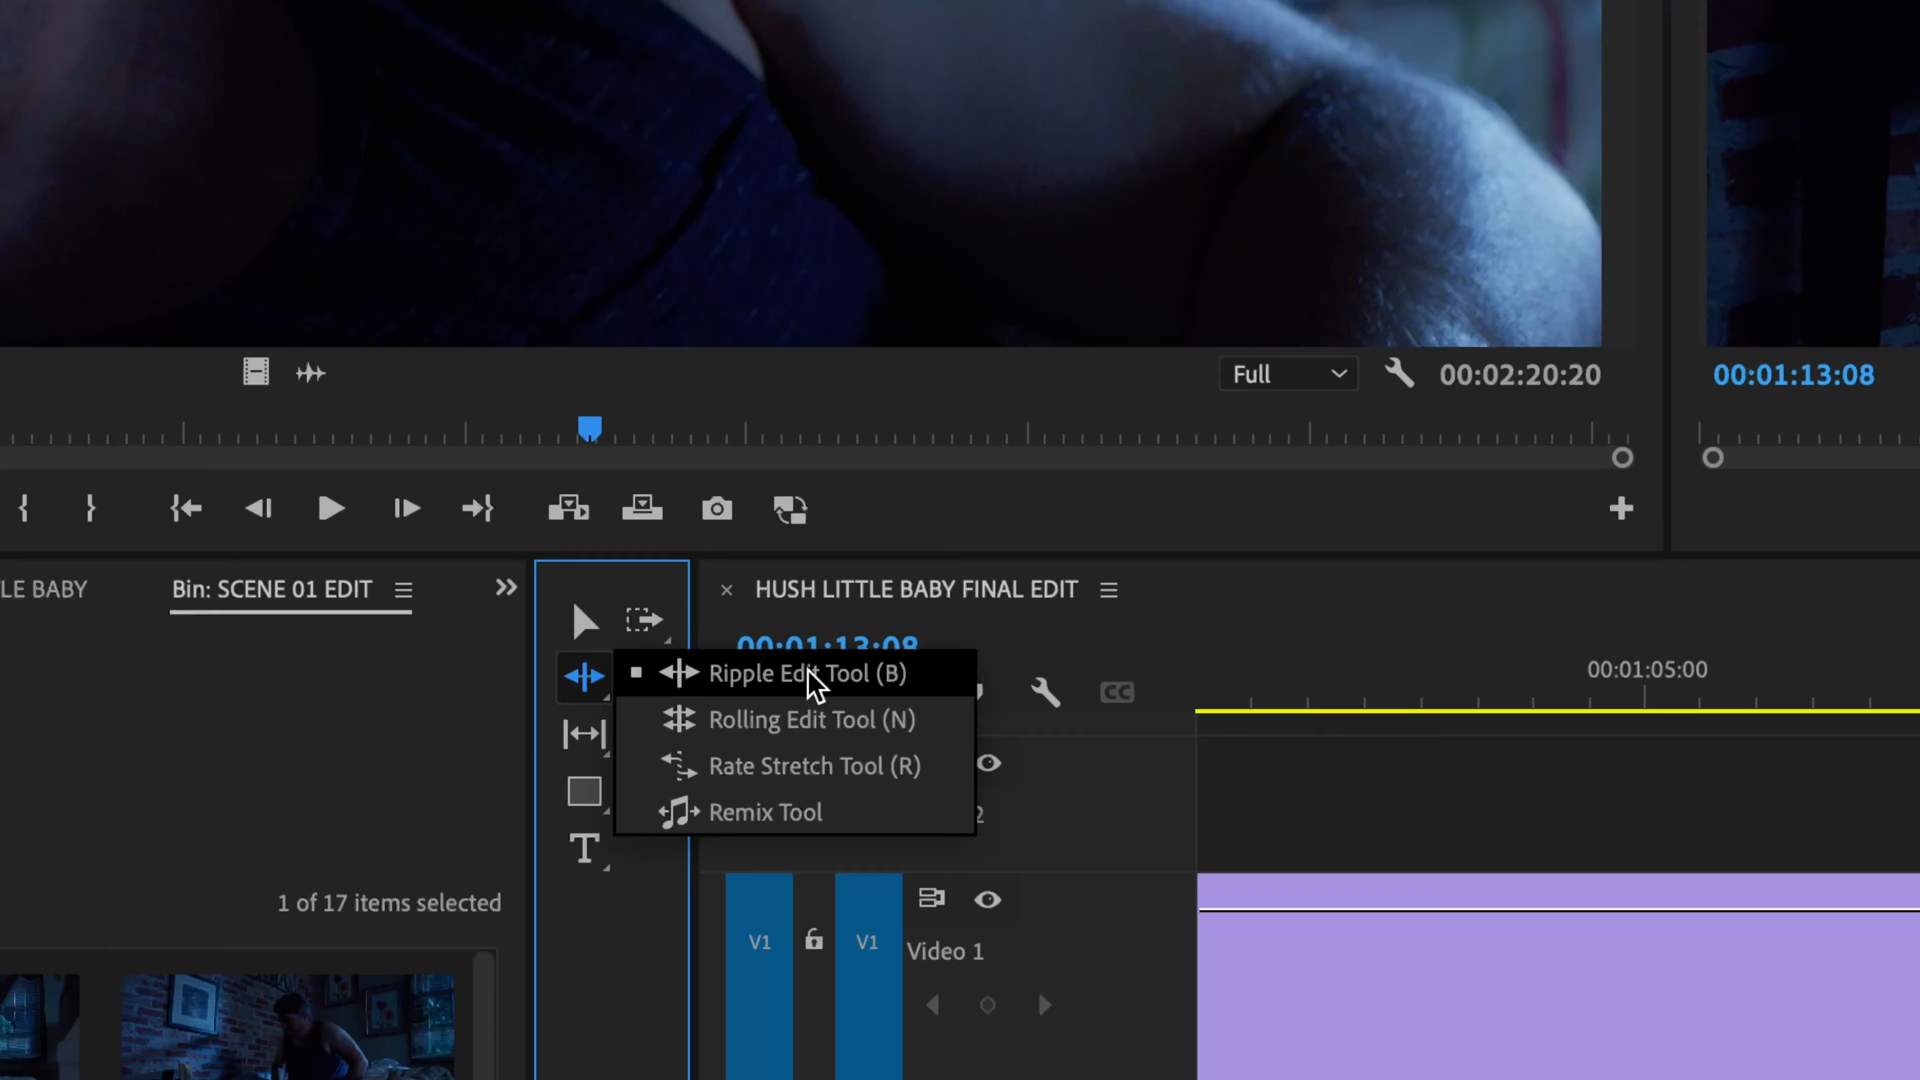 Full
00:02:20:20
00:01:13:08
LE BABY
Bin: SCENE 01 EDIT
HUSH LITTLE BABY FINAL EDIT
00:01:13:08
Ripple Edit Tool (B)
Rolling Edit Tool (N)
Rate Stretch Tool (R)
Remix Tool
CC
00:01:05:00
2
T
1 of 17 items selected
V1
V1
Video 1